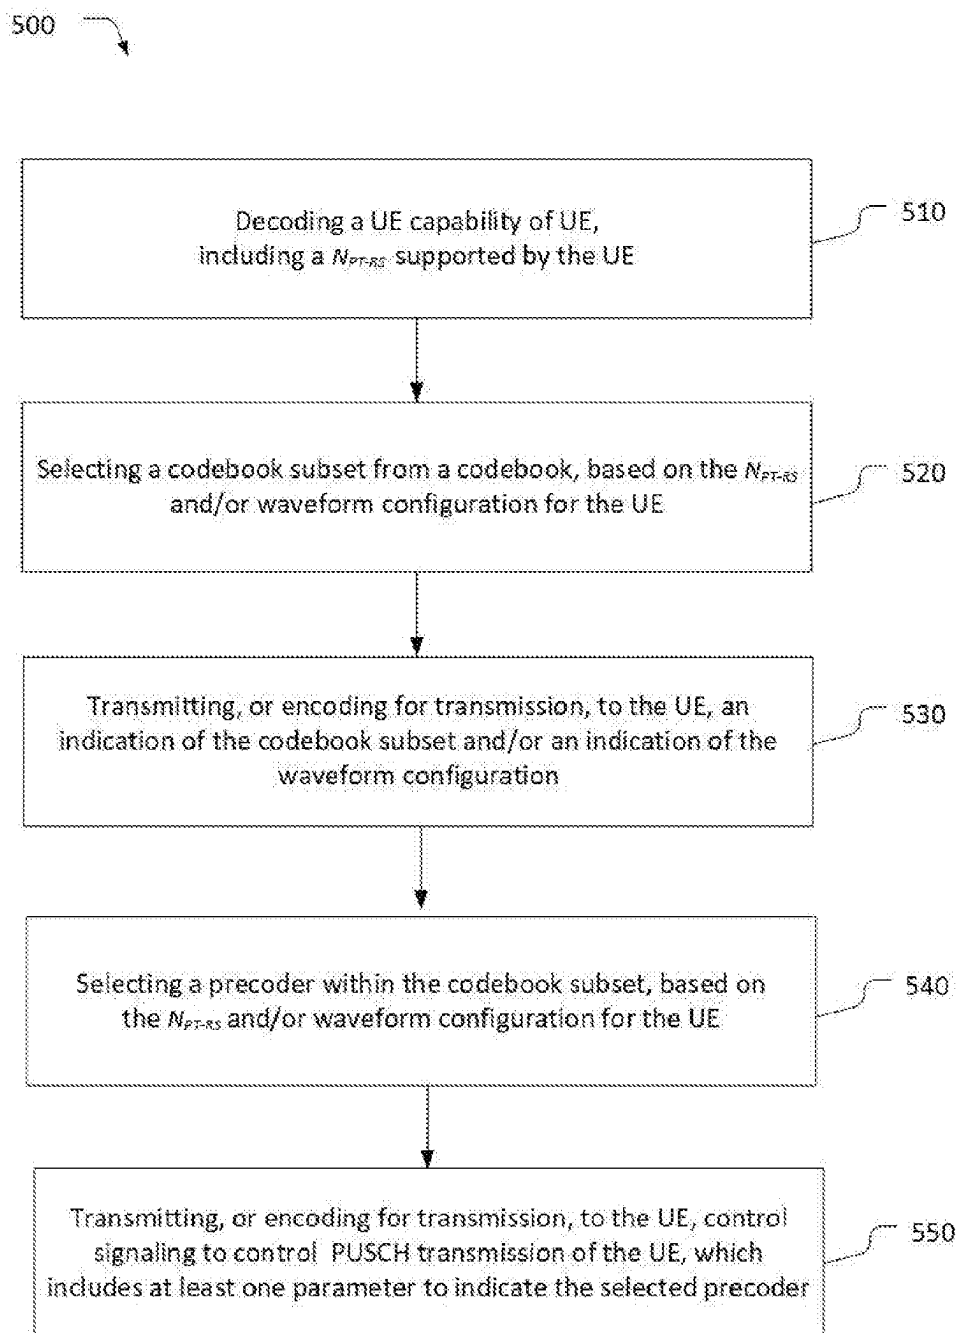 500
Decoding a UE capability of UE,
including a NPT-RS supported by the UE
510
Selecting a codebook subset from a codebook, based on the NPT-RS
and/or waveform configuration for the UE
520
Transmitting, or encoding for transmission, to the UE, an
indication of the codebook subset and/or an indication of the
waveform configuration
530
Selecting a precoder within the codebook subset, based on
the NPT-RS and/or waveform configuration for the UE
540
Transmitting, or encoding for transmission, to the UE, control
signaling to control PUSCH transmission of the UE, which
includes at least one parameter to indicate the selected precoder
550